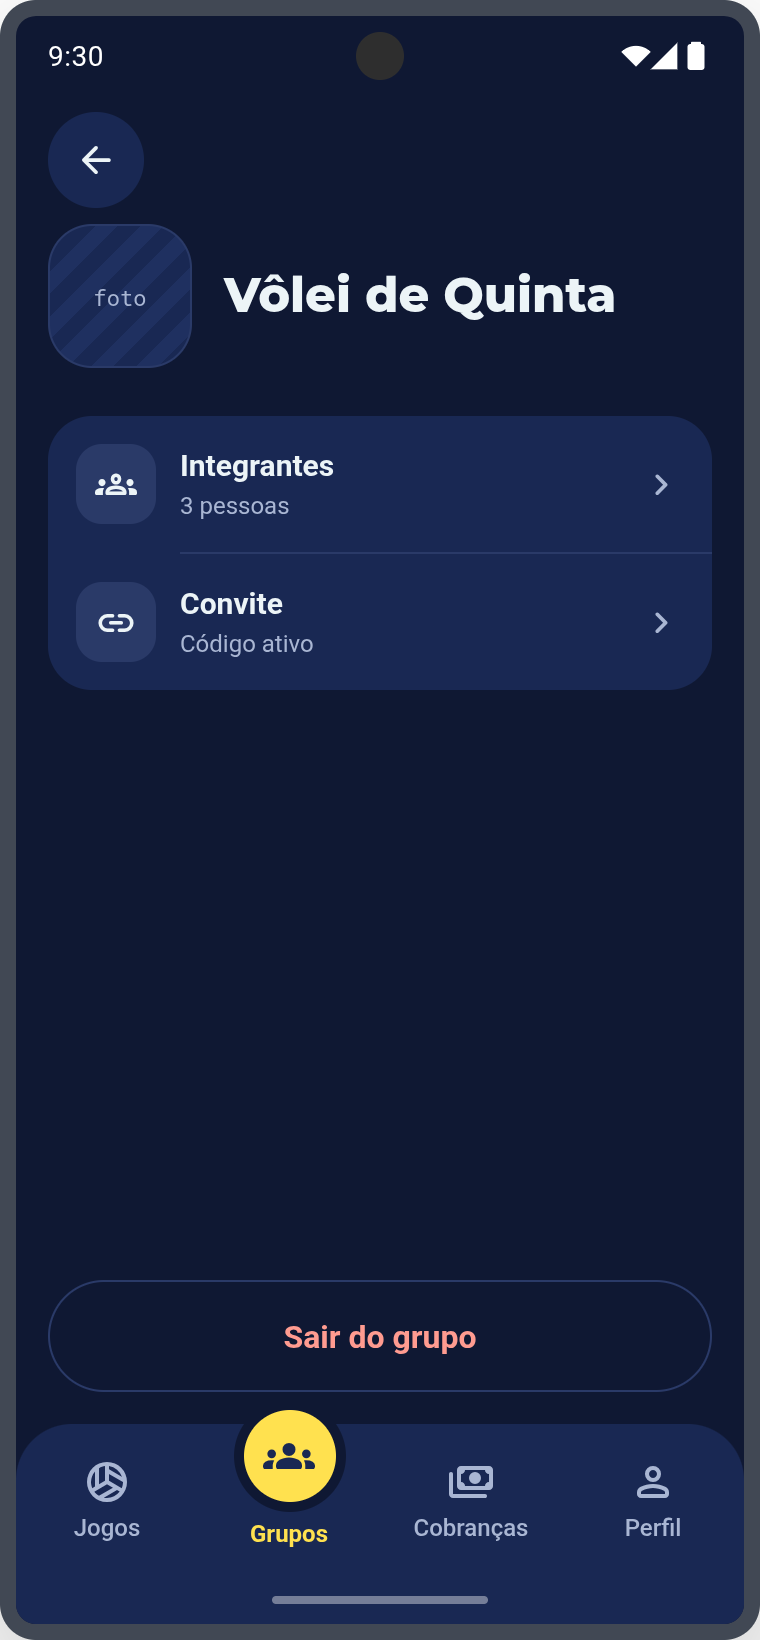 9:30
foto
Vôlei de Quinta
Integrantes
3 pessoas
Convite
Código ativo
Sair do grupo
Jogos
Grupos
Cobranças
Perfil